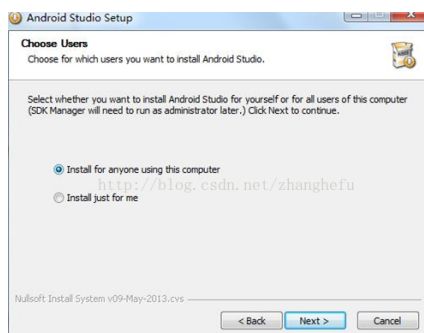 Android Studio Setup
Choose Users
Choose for which users you want to install Android Studio.
Select whether you want to install Android Studio for yourself or for all users of this computer
(SDK Manager will need to run as administrator later.) Click Next to continue.
Install for anyone using this computer
http://blog.csdn.net/zhanghefu
Install just for me
Nullsoft Install System v09-May-2013.cvs
< Back Next > Cancel